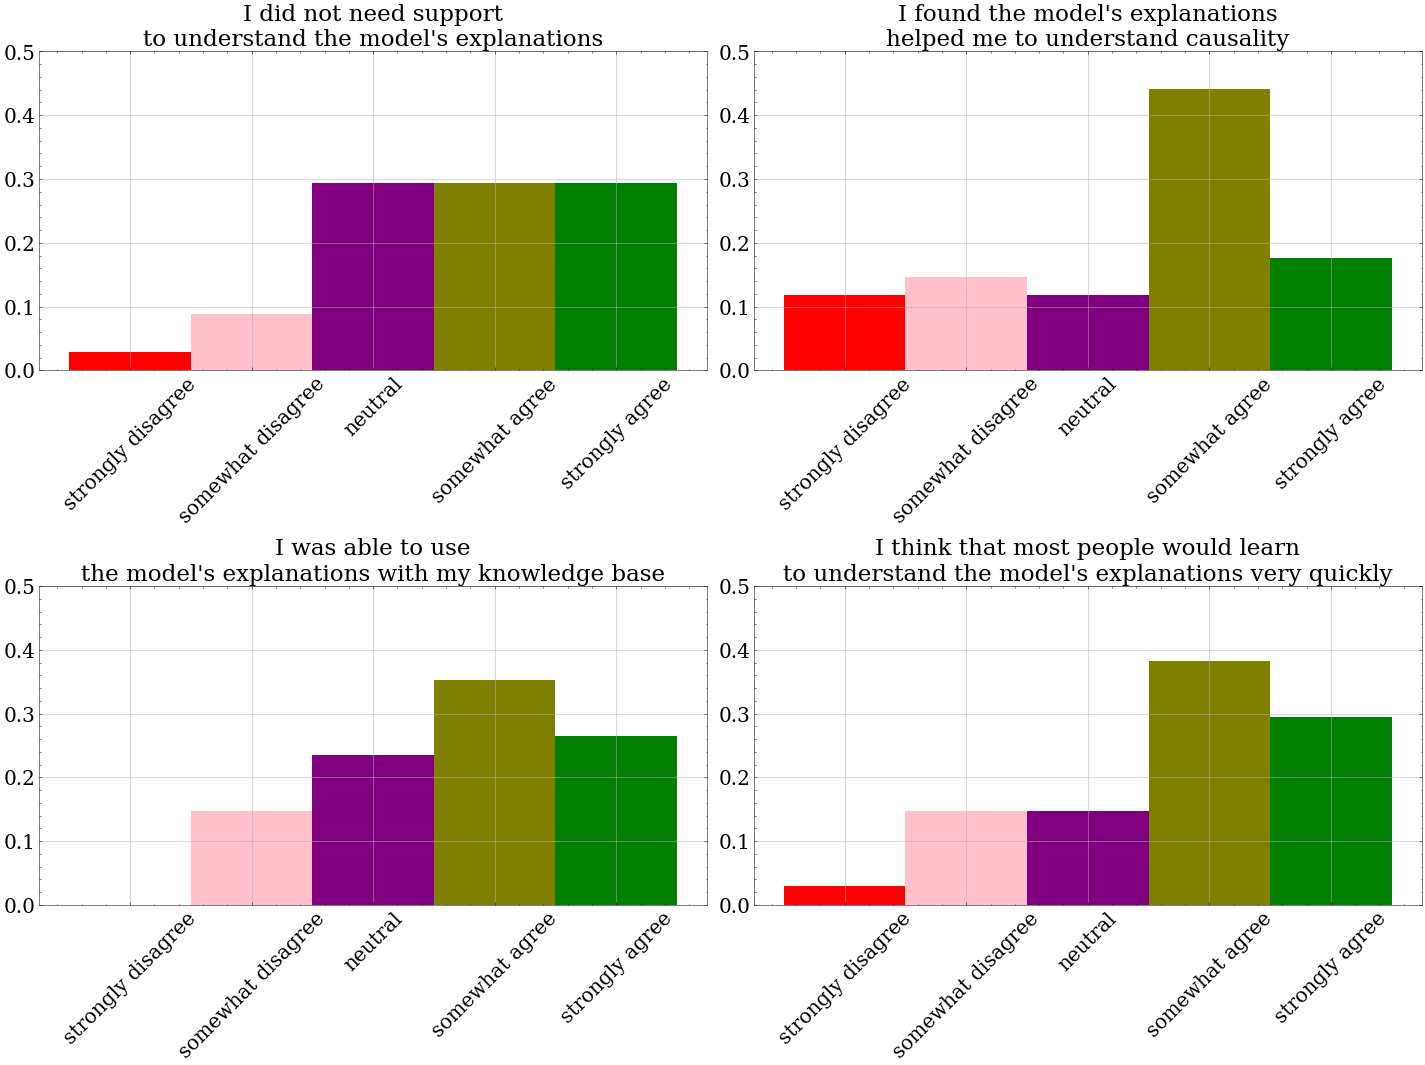 I did not need support
to understand the model's explanations
0.5
0.4
0.3
0.2
0.1
0.0
strongly disagree
somewhat disagree
neutral
somewhat agree
strongly agree
I found the model's explanations
helped me to understand causality
0.5
0.4
0.3
0.2
0.1
0.0
strongly disagree
somewhat disagree
neutral
somewhat agree
strongly agree
I was able to use
the model's explanations with my knowledge base
0.5
0.4
0.3
0.2
0.1
0.0
strongly disagree
somewhat disagree
neutral
somewhat agree
strongly agree
I think that most people would learn
to understand the model's explanations very quickly
0.5
0.4
0.3
0.2
0.1
0.0
strongly disagree
somewhat disagree
neutral
somewhat agree
strongly agree